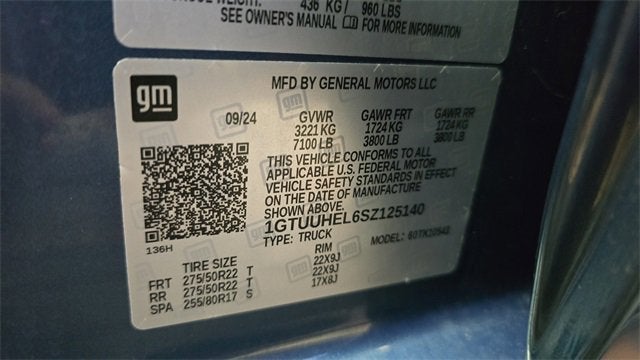 436 KG / 960 LBS
SEE OWNER'S MANUAL FOR MORE INFORMATION.
gm
MFD BY GENERAL MOTORS LLC
09/24 GVWR GAWR FRT GAWR RR
3221 KG 1724 KG 1724 KG
7100 LB 3800 LB 3800 LB
THIS VEHICLE CONFORMS TO ALL
APPLICABLE U.S. FEDERAL MOTOR
VEHICLE SAFETY STANDARDS IN EFFECT
ON THE DATE OF MANUFACTURE
SHOWN ABOVE.
1GTUUHEL6SZ125140
TYPE: TRUCK MODEL: 60TK10543
136H
TIRE SIZE RIM
FRT 275/50R22 T 22X9J
RR 275/50R22 T 22X9J
SPA 255/80R17 S 17X8J